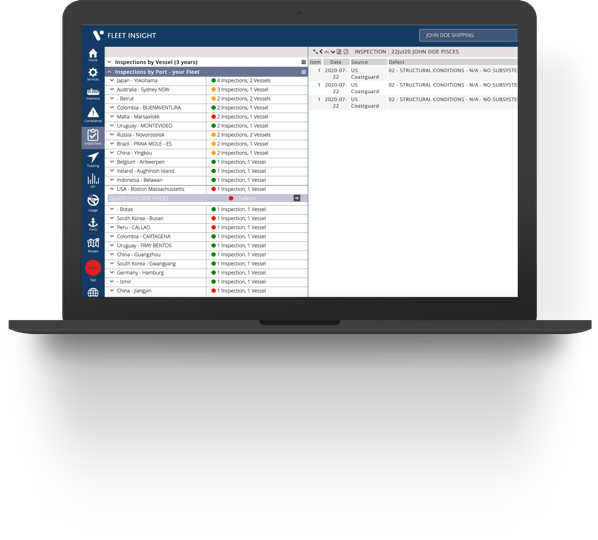 FLEET INSIGHT
JOHN DOE SHIPPING
Home
Services
Inventory
Compliance
Inspections
Tracking
KPI
Usage
Ports
Routes
Test
Inspections by Vessel (3 years)
Inspections by Port - your Fleet
Japan - Yokohama 4 Inspections, 2 Vessels
Australia - Sydney NSW 3 Inspections, 1 Vessel
- Beirut 2 Inspections, 2 Vessels
Colombia - BUENAVENTURA 2 Inspections, 1 Vessel
Malta - Marsaxlokk 2 Inspections, 1 Vessel
Uruguay - MONTEVIDEO 2 Inspections, 1 Vessel
Russia - Novorossiisk 2 Inspections, 2 Vessels
Brazil - PRAIA MOLE - ES 2 Inspections, 1 Vessel
China - Yingkou 2 Inspections, 1 Vessel
Belgium - Antwerpen 1 Inspection, 1 Vessel
Ireland - Aughinish Island 1 Inspection, 1 Vessel
Indonesia - Belawan 1 Inspection, 1 Vessel
USA - Boston Massachussetts 1 Inspection, 1 Vessel
22Jul20 JOHN DOE PISCES
- Botas 1 Inspection, 1 Vessel
South Korea - Busan 1 Inspection, 1 Vessel
Peru - CALLAO 1 Inspection, 1 Vessel
Colombia - CARTAGENA 1 Inspection, 1 Vessel
Uruguay - FRAY BENTOS 1 Inspection, 1 Vessel
China - Guangzhou 1 Inspection, 1 Vessel
South Korea - Gwangyang 1 Inspection, 1 Vessel
Germany - Hamburg 1 Inspection, 1 Vessel
- Izmir 1 Inspection, 1 Vessel
China - Jiangyin 1 Inspection, 1 Vessel
INSPECTION : 22Jul20 JOHN DOE PISCES
Item Date Source Defect
1 2020-07-22 US Coastguard 02 - STRUCTURAL CONDITIONS - N/A - NO SUBSYSTE
1 2020-07-22 US Coastguard 02 - STRUCTURAL CONDITIONS - N/A - NO SUBSYSTE
1 2020-07-22 US Coastguard 02 - STRUCTURAL CONDITIONS - N/A - NO SUBSYSTE